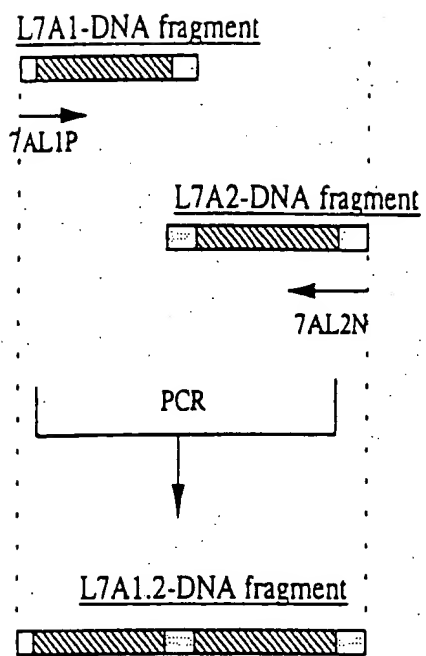 L7A1-DNA fragment
7AL1P
L7A2-DNA fragment
7AL2N
PCR
L7A1.2-DNA fragment